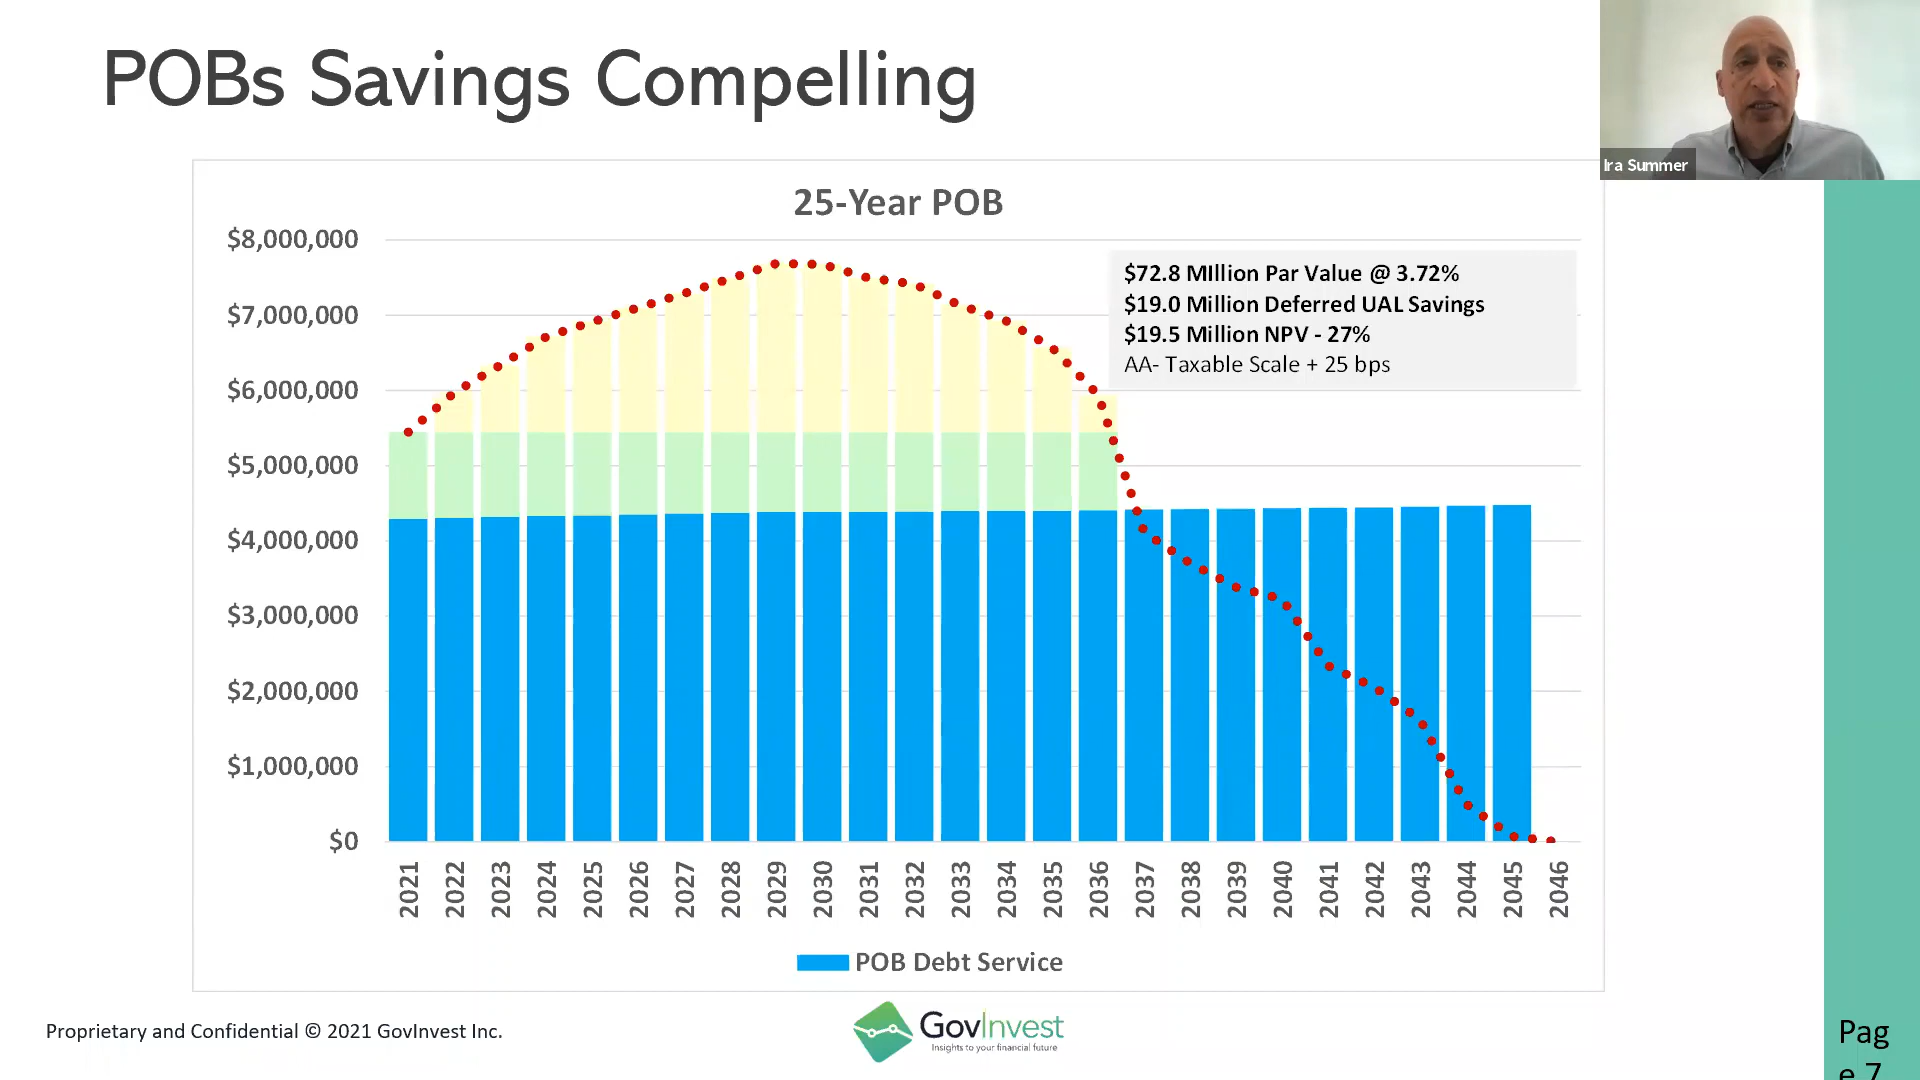 POBs Savings Compelling
Ira Summer
25-Year POB
$8,000,000
$7,000,000
$6,000,000
$5,000,000
$4,000,000
$3,000,000
$2,000,000
$1,000,000
$0
$72.8 MIllion Par Value @ 3.72%
$19.0 Million Deferred UAL Savings
$19.5 Million NPV - 27%
AA- Taxable Scale + 25 bps
2021
2022
2023
2024
2025
2026
2027
2028
2029
2030
2031
2032
2033
2034
2035
2036
2037
2038
2039
2040
2041
2042
2043
2044
2045
2046
POB Debt Service
Proprietary and Confidential © 2021 GovInvest Inc.
GovInvest
Insights to your financial future
Pag
e 7